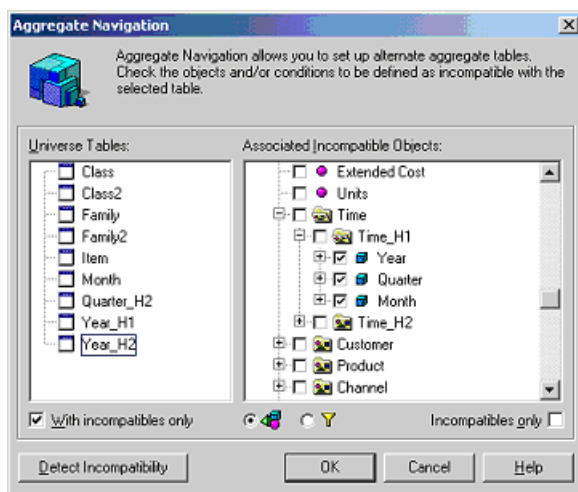 Aggregate Navigation
Aggregate Navigation allows you to set up alternate aggregate tables.
Check the objects and/or conditions to be defined as incompatible with the
selected table.
Universe Tables:
Class
Class2
Family
Family2
Item
Month
Quarter_H2
Year_H1
Year_H2
With incompatibles only
Associated Incompatible Objects:
Extended Cost
Units
Time
Time_H1
Year
Quarter
Month
Time_H2
Customer
Product
Channel
Incompatibles only
Detect Incompatibility
OK
Cancel
Help